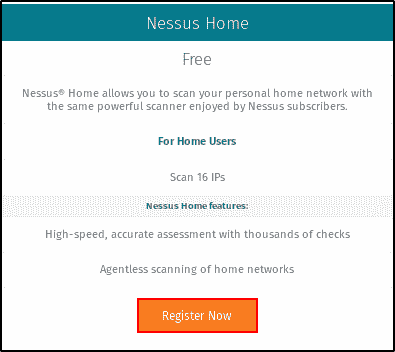 Nessus Home
Free
Nessus® Home allows you to scan your personal home network with
the same powerful scanner enjoyed by Nessus subscribers.
For Home Users
Scan 16 IPs
Nessus Home features:
High-speed, accurate assessment with thousands of checks
Agentless scanning of home networks
Register Now